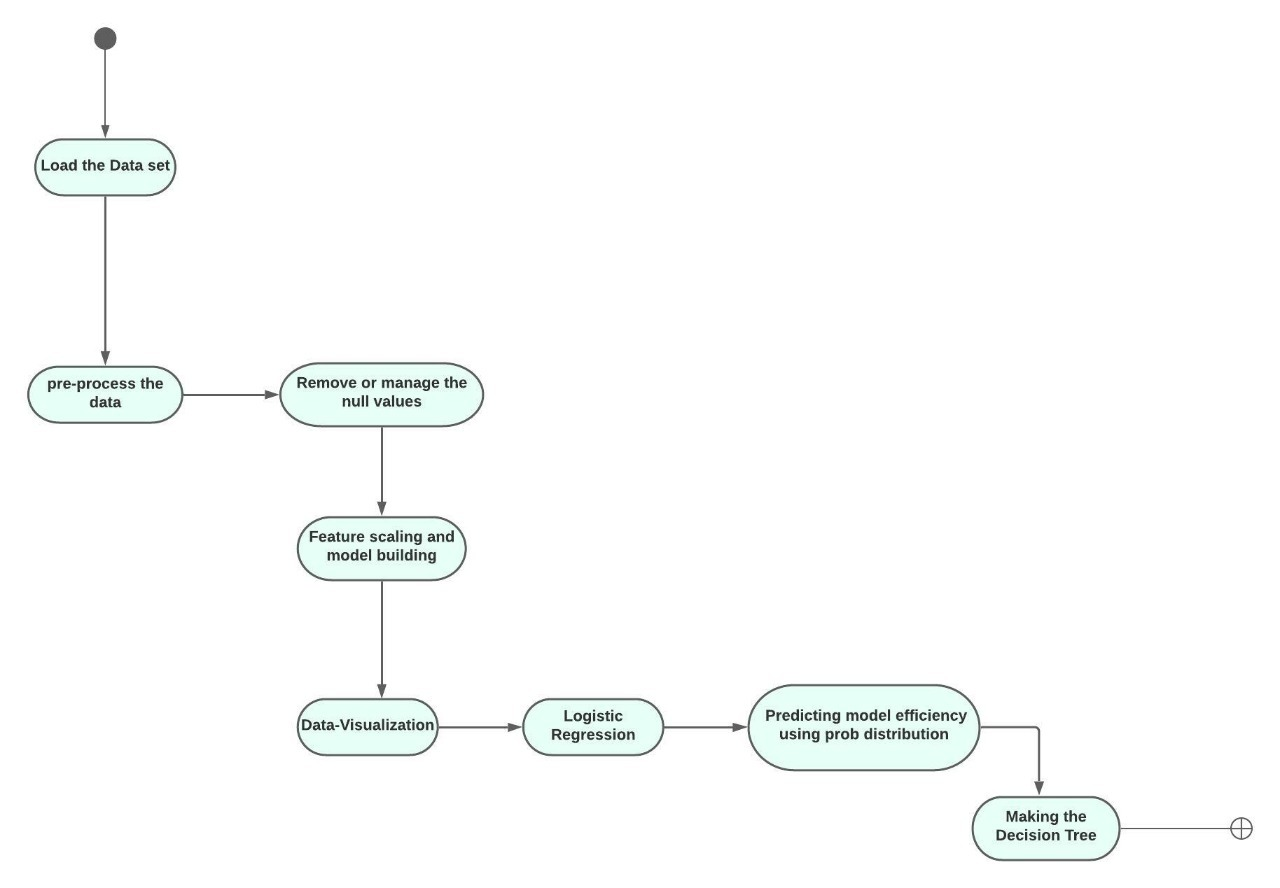 Load the Data set
pre-process the
data
Remove or manage the
null values
Feature scaling and
model building
Data-Visualization
Logistic
Regression
Predicting model efficiency
using prob distribution
Making the
Decision Tree